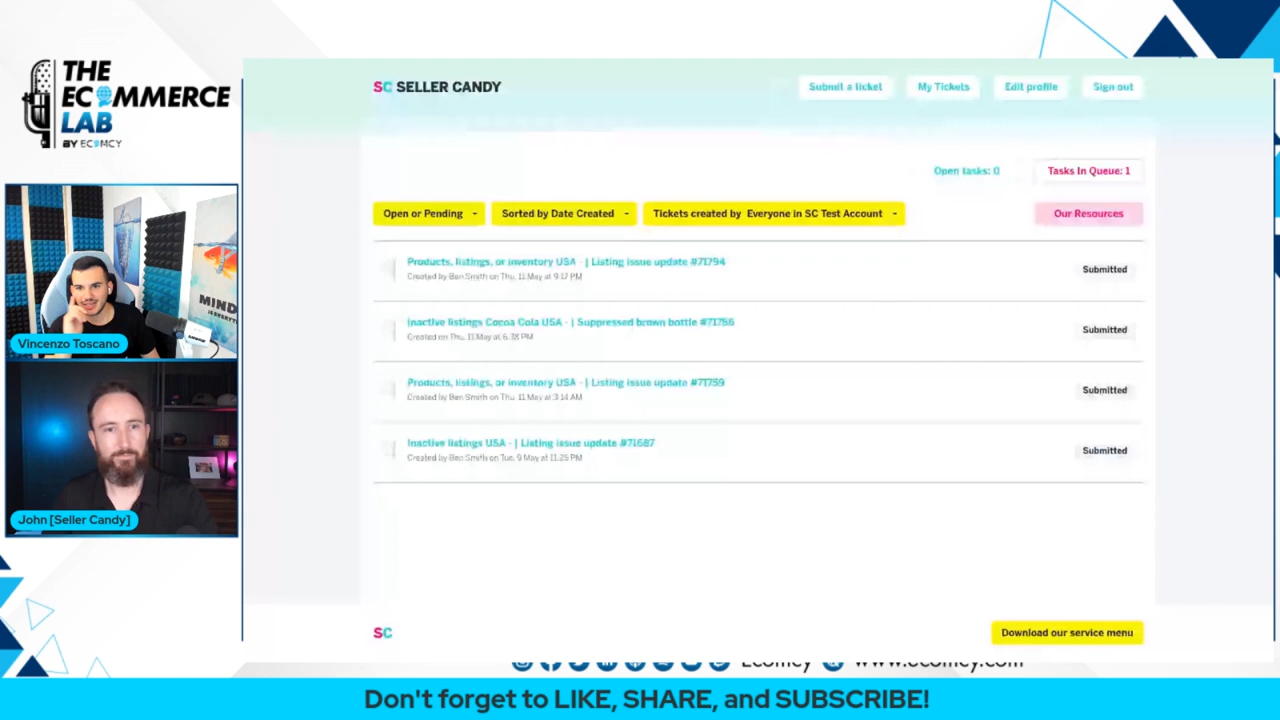 THE
ECOMMERCE
LAB
BY ECOMCY
SC SELLER CANDY
Submit a ticket
My Tickets
Edit profile
Sign out
Open tasks: 0
Tasks In Queue: 1
Open or Pending
Sorted by Date Created
Tickets created by Everyone in SC Test Account
Our Resources
Products, listings, or inventory USA - | Listing issue update #71794
Created by Ben Smith on Thu, 11 May at 9:17 PM
Submitted
Inactive listings Coca Cola USA - | Suppressed brown bottle #71786
Created on Thu, 11 May at 6:38 PM
Submitted
Products, listings, or inventory USA - | Listing issue update #71759
Created by Ben Smith on Thu, 11 May at 3:14 AM
Submitted
Inactive listings USA - | Listing issue update #71687
Created by Ben Smith on Tue, 9 May at 11:25 PM
Submitted
MIND
Vincenzo Toscano
John [Seller Candy]
SC
Download our service menu
Ecomcy
www.ecomcy.com
Don't forget to LIKE, SHARE, and SUBSCRIBE!